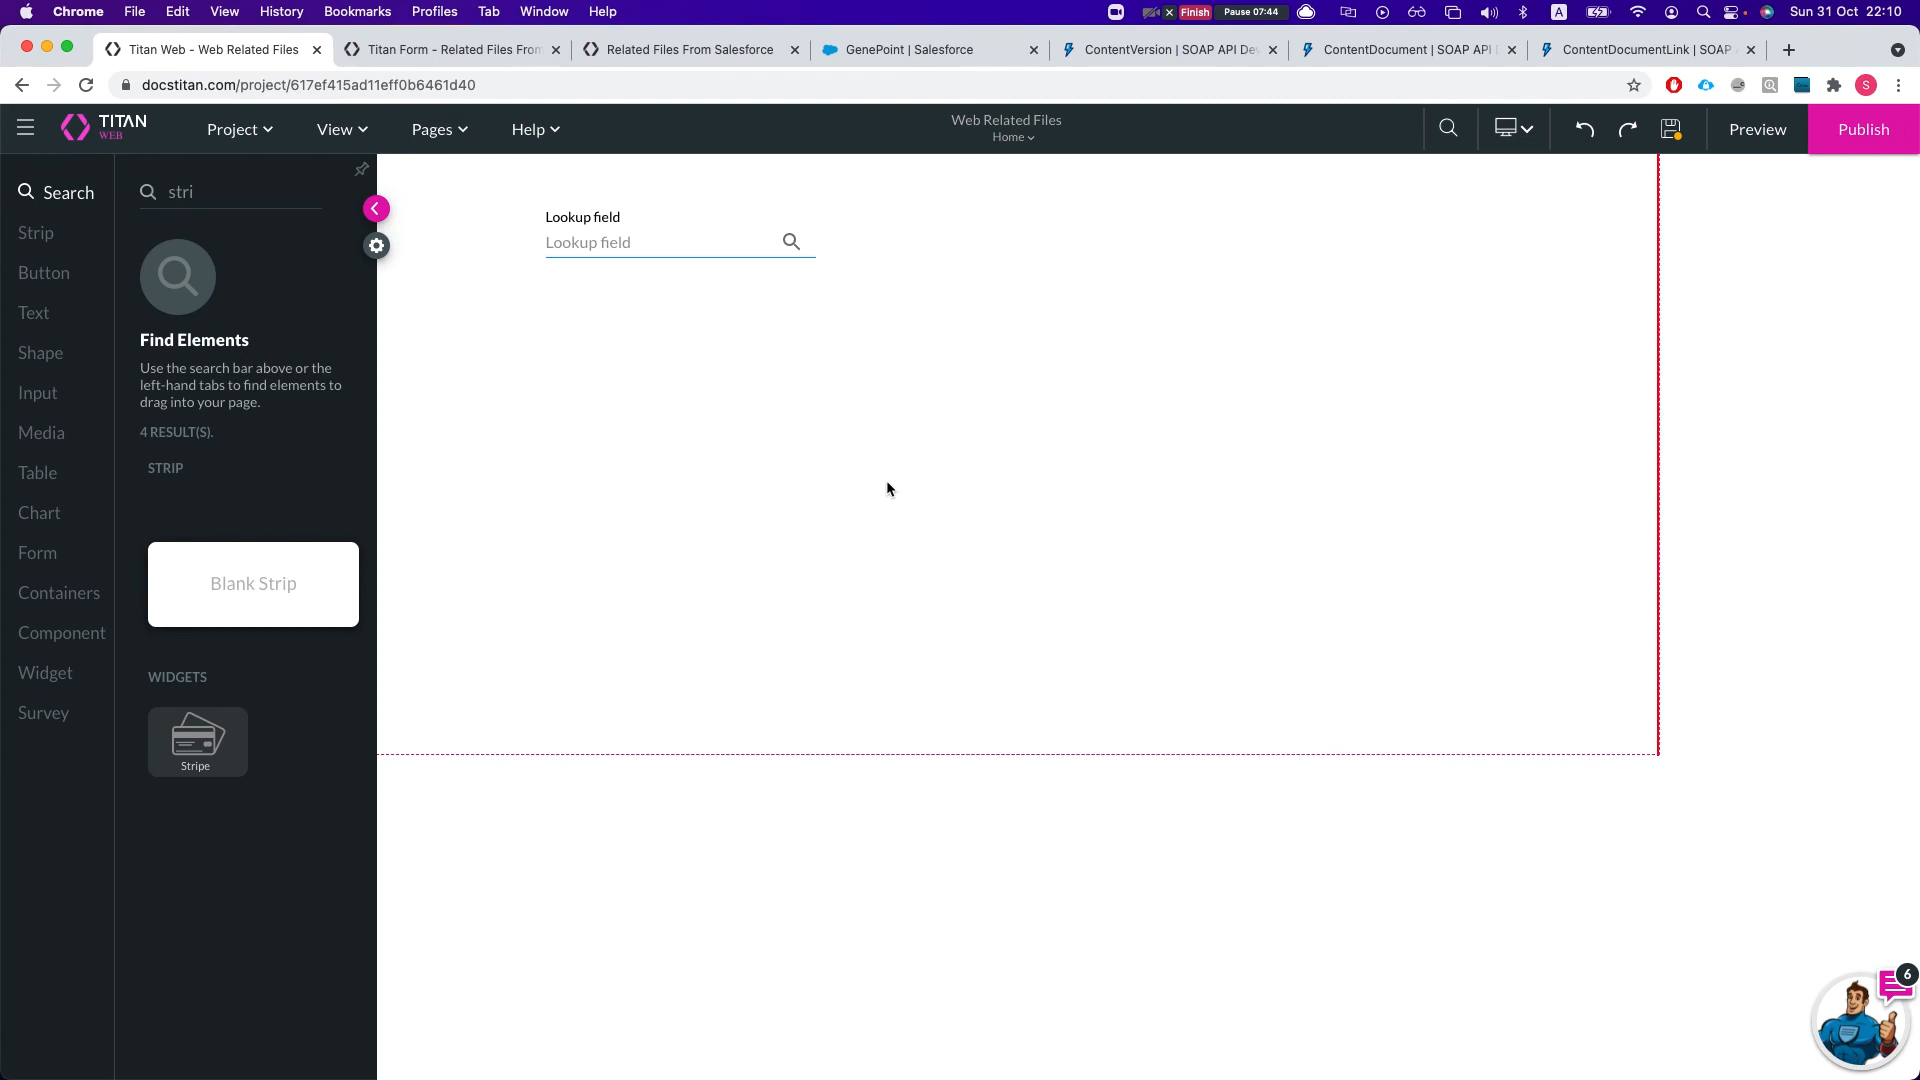 Chrome File Edit View History Bookmarks Profiles Tab Window Help Finish Pause 07:44 A Sun 31 Oct 22:10
Titan Web - Web Related Files Titan Form - Related Files From Related Files From Salesforce GenePoint | Salesforce ContentVersion | SOAP API De ContentDocument | SOAP API ContentDocumentLink | SOAP
docstitan.com/project/617ef415ad11eff0b6461d40 S
TITAN
WEB
Project View Pages Help
Web Related Files
Home
Preview Publish
Search
Strip
Button
Text
Shape
Input
Media
Table
Chart
Form
Containers
Component
Widget
Survey
stri
Find Elements
Use the search bar above or the
left-hand tabs to find elements to
drag into your page.
4 RESULT(S).
STRIP
Blank Strip
WIDGETS
Stripe
Lookup field
Lookup field
6